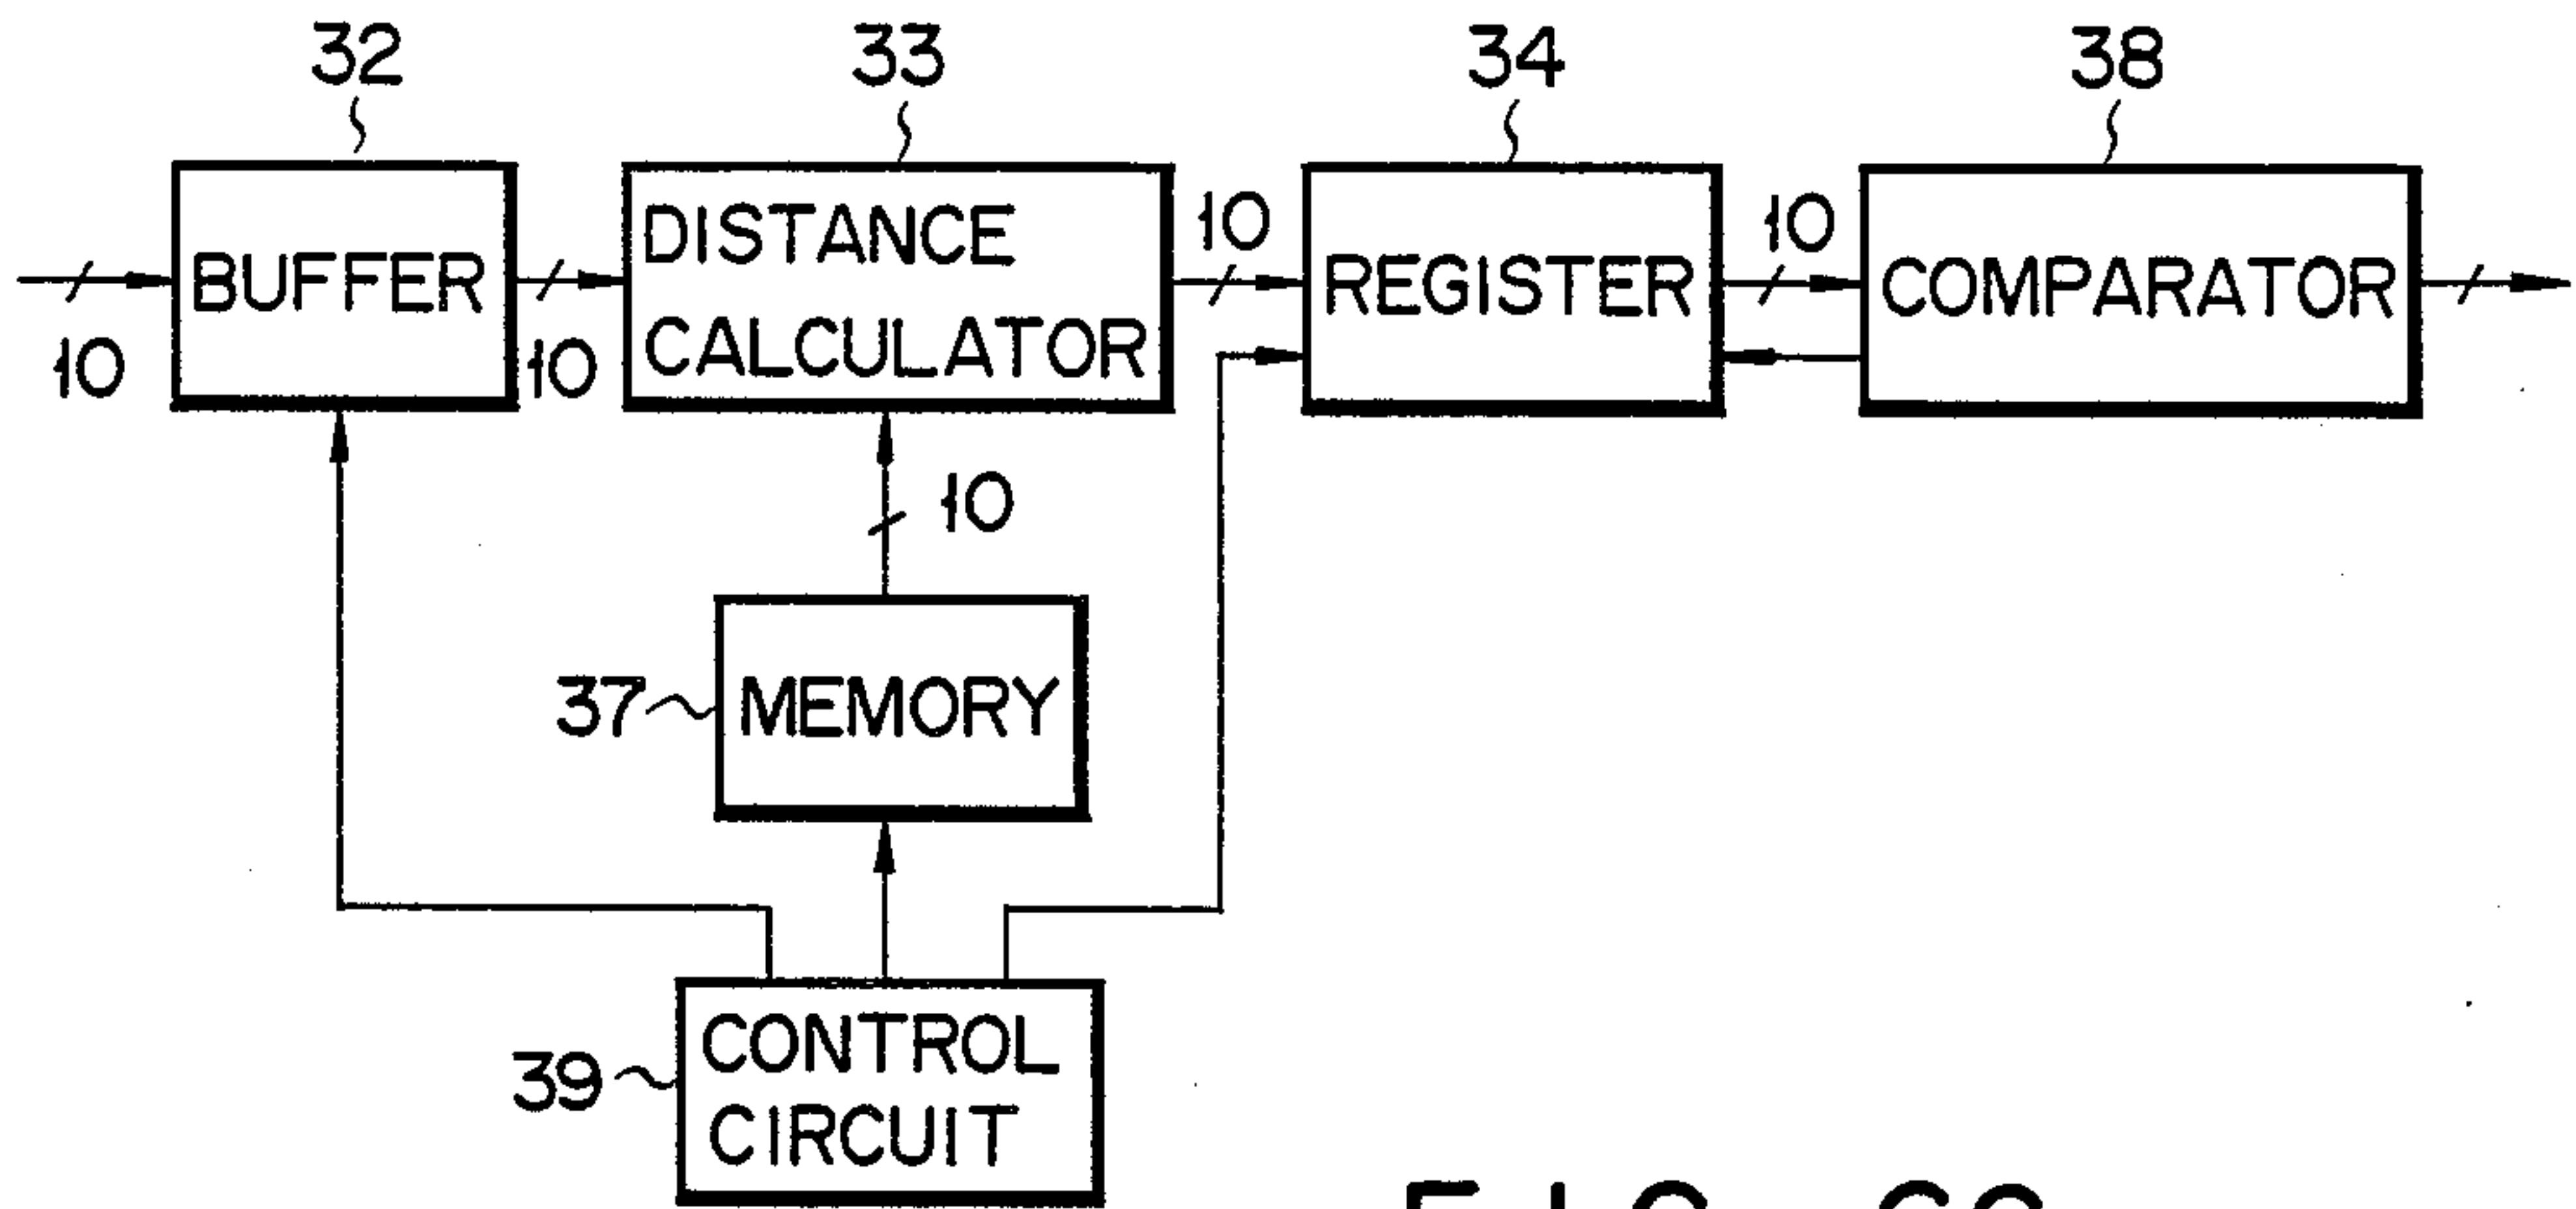 32 33 34 38
BUFFER
DISTANCE
CALCULATOR
REGISTER
COMPARATOR
10 10
10 10
10
37 MEMORY
39 CONTROL
CIRCUIT